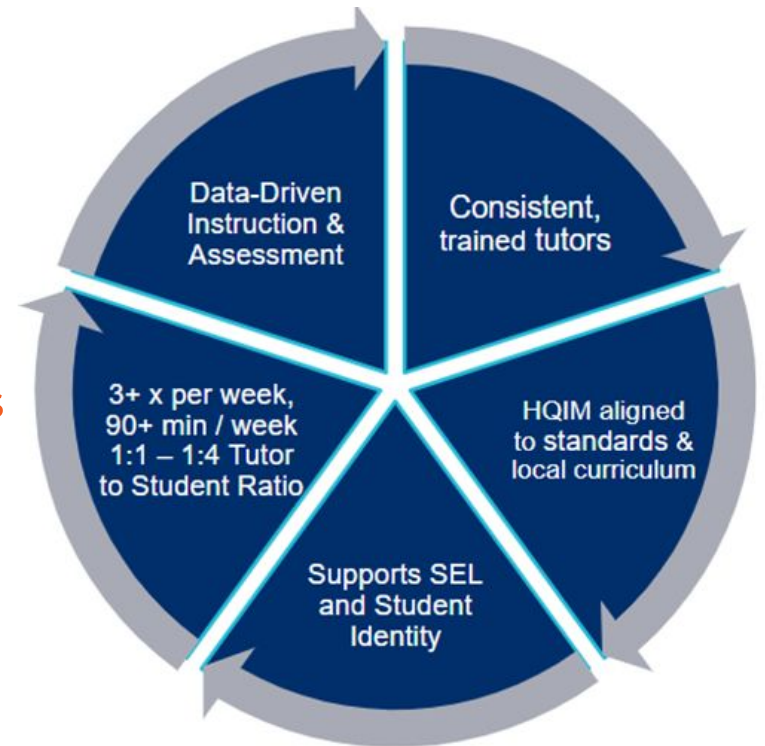 Data-Driven
Instruction &
Assessment
Consistent,
trained tutors
HQIM aligned
to standards &
local curriculum
Supports SEL
and Student
Identity
3+ x per week,
90+ min / week
1:1 – 1:4 Tutor
to Student Ratio
s